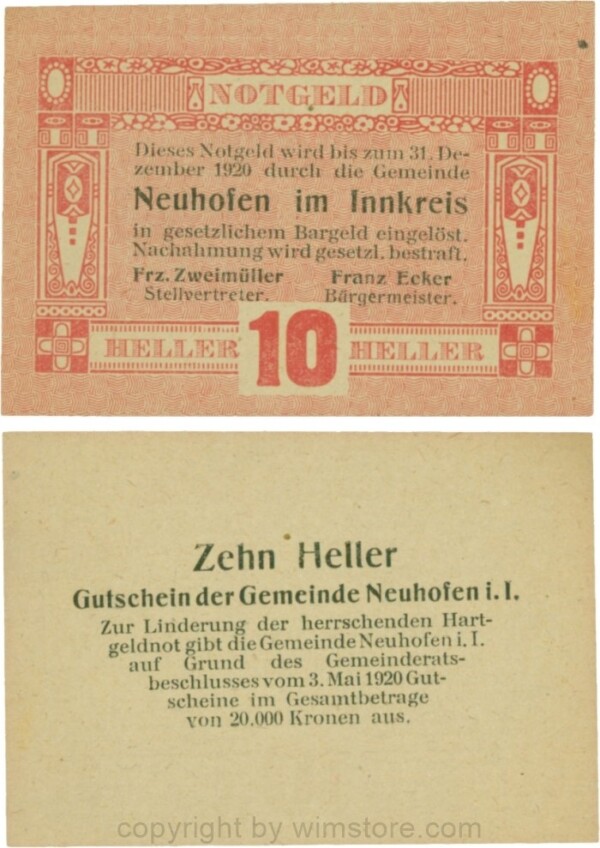 NOTGELD
Dieses Notgeld wird bis zum 31. De-
zember 1920 durch die Gemeinde
Neuhofen im Innkreis
in gesetzlichem Bargeld eingelöst.
Nachahmung wird gesetzl. bestraft.
Frz. Zweimüller Franz Ecker
Stellvertreter. Bürgermeister.
HELLER 10 HELLER
Zehn Heller
Gutschein der Gemeinde Neuhofen i. I.
Zur Linderung der herrschenden Hart-
geldnot gibt die Gemeinde Neuhofen i. I.
auf Grund des Gemeinderats-
beschlusses vom 3. Mai 1920 Gut-
scheine im Gesamtbetrage
von 20.000 Kronen aus.
copyright by wimstore.com